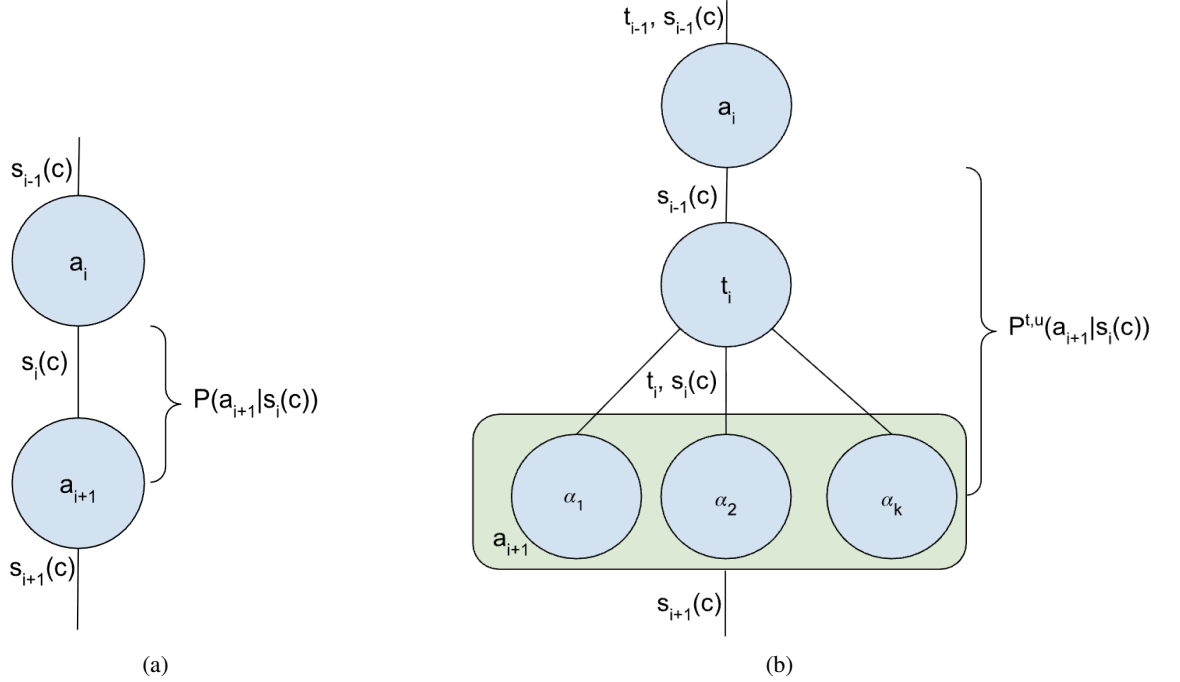 s_{i-1}(c)
a_i
s_i(c)
P(a_{i+1}|s_i(c))
a_{i+1}
s_{i+1}(c)
(a)
t_{i-1}, s_{i-1}(c)
a_i
s_{i-1}(c)
t_i
P^{t,u}(a_{i+1}|s_i(c))
t_i, s_i(c)
α_1 α_2 α_k
a_{i+1}
s_{i+1}(c)
(b)